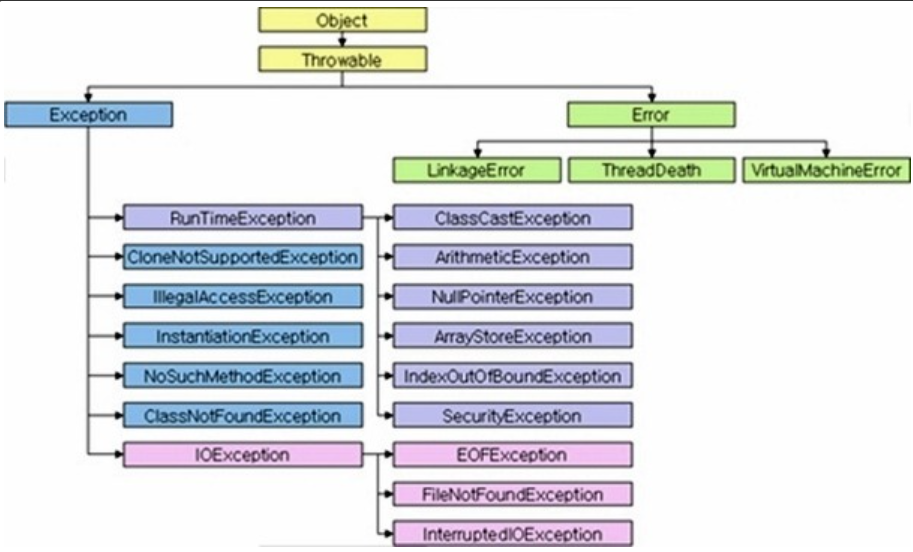 Object
Throwable
Exception
Error
LinkageError
ThreadDeath
VirtualMachineError
RunTimeException
ClassCastException
CloneNotSupportedException
ArithmeticException
IllegalAccessException
NullPointerException
InstantiationException
ArrayStoreException
NoSuchMethodException
IndexOutOfBoundException
ClassNotFoundException
SecurityException
IOException
EOFException
FileNotFoundException
InterruptedIOException